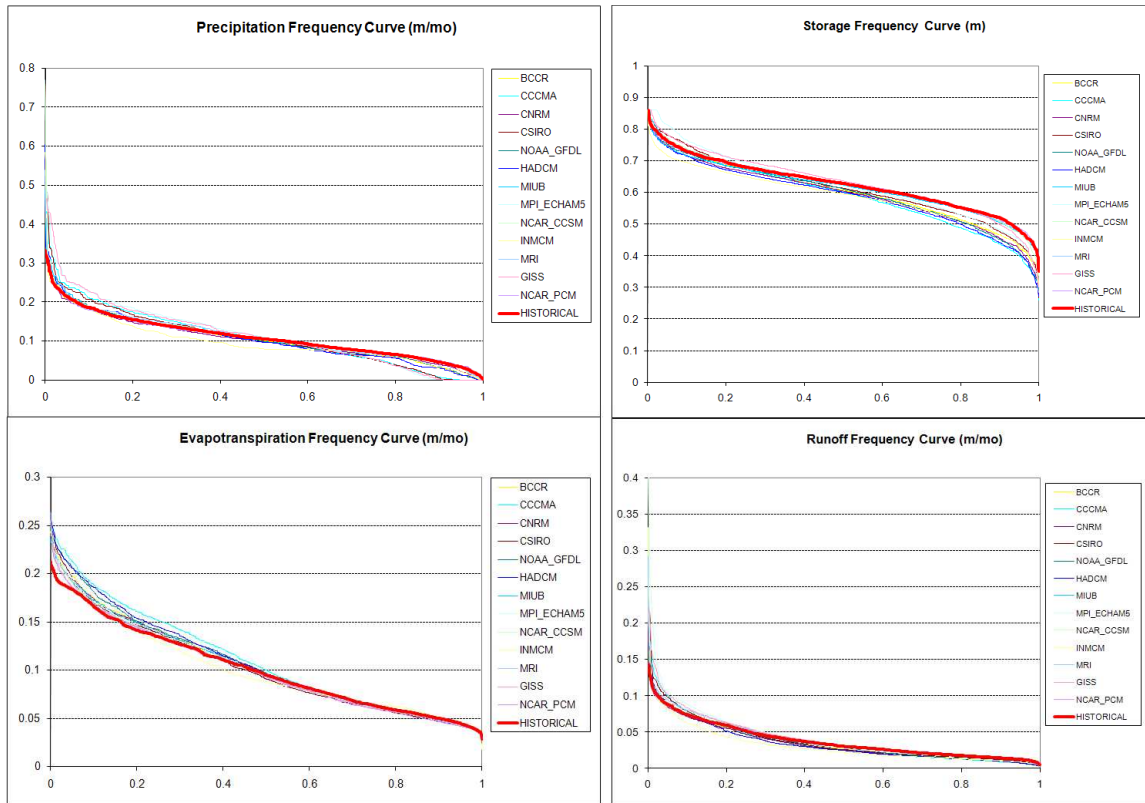 Precipitation Frequency Curve (m/mo)
0.8
0.7
0.6
0.5
0.4
0.3
0.2
0.1
0
0
0.2
0.4
0.6
0.8
1
BCCR
CCCMA
CNRM
CSIRO
NOAA_GFDL
HADCM
MIUB
MPI_ECHAM5
NCAR_CCSM
INMCM
MRI
GISS
NCAR_PCM
HISTORICAL
Storage Frequency Curve (m)
1
0.9
0.8
0.7
0.6
0.5
0.4
0.3
0.2
0.1
0
0
0.2
0.4
0.6
0.8
1
BCCR
CCCMA
CNRM
CSIRO
NOAA_GFDL
HADCM
MIUB
MPI_ECHAM5
NCAR_CCSM
INMCM
MRI
GISS
NCAR_PCM
HISTORICAL
Evapotranspiration Frequency Curve (m/mo)
0.3
0.25
0.2
0.15
0.1
0.05
0
0
0.2
0.4
0.6
0.8
1
BCCR
CCCMA
CNRM
CSIRO
NOAA_GFDL
HADCM
MIUB
MPI_ECHAM5
NCAR_CCSM
INMCM
MRI
GISS
NCAR_PCM
HISTORICAL
Runoff Frequency Curve (m/mo)
0.4
0.35
0.3
0.25
0.2
0.15
0.1
0.05
0
0
0.2
0.4
0.6
0.8
1
BCCR
CCCMA
CNRM
CSIRO
NOAA_GFDL
HADCM
MIUB
MPI_ECHAM5
NCAR_CCSM
INMCM
MRI
GISS
NCAR_PCM
HISTORICAL